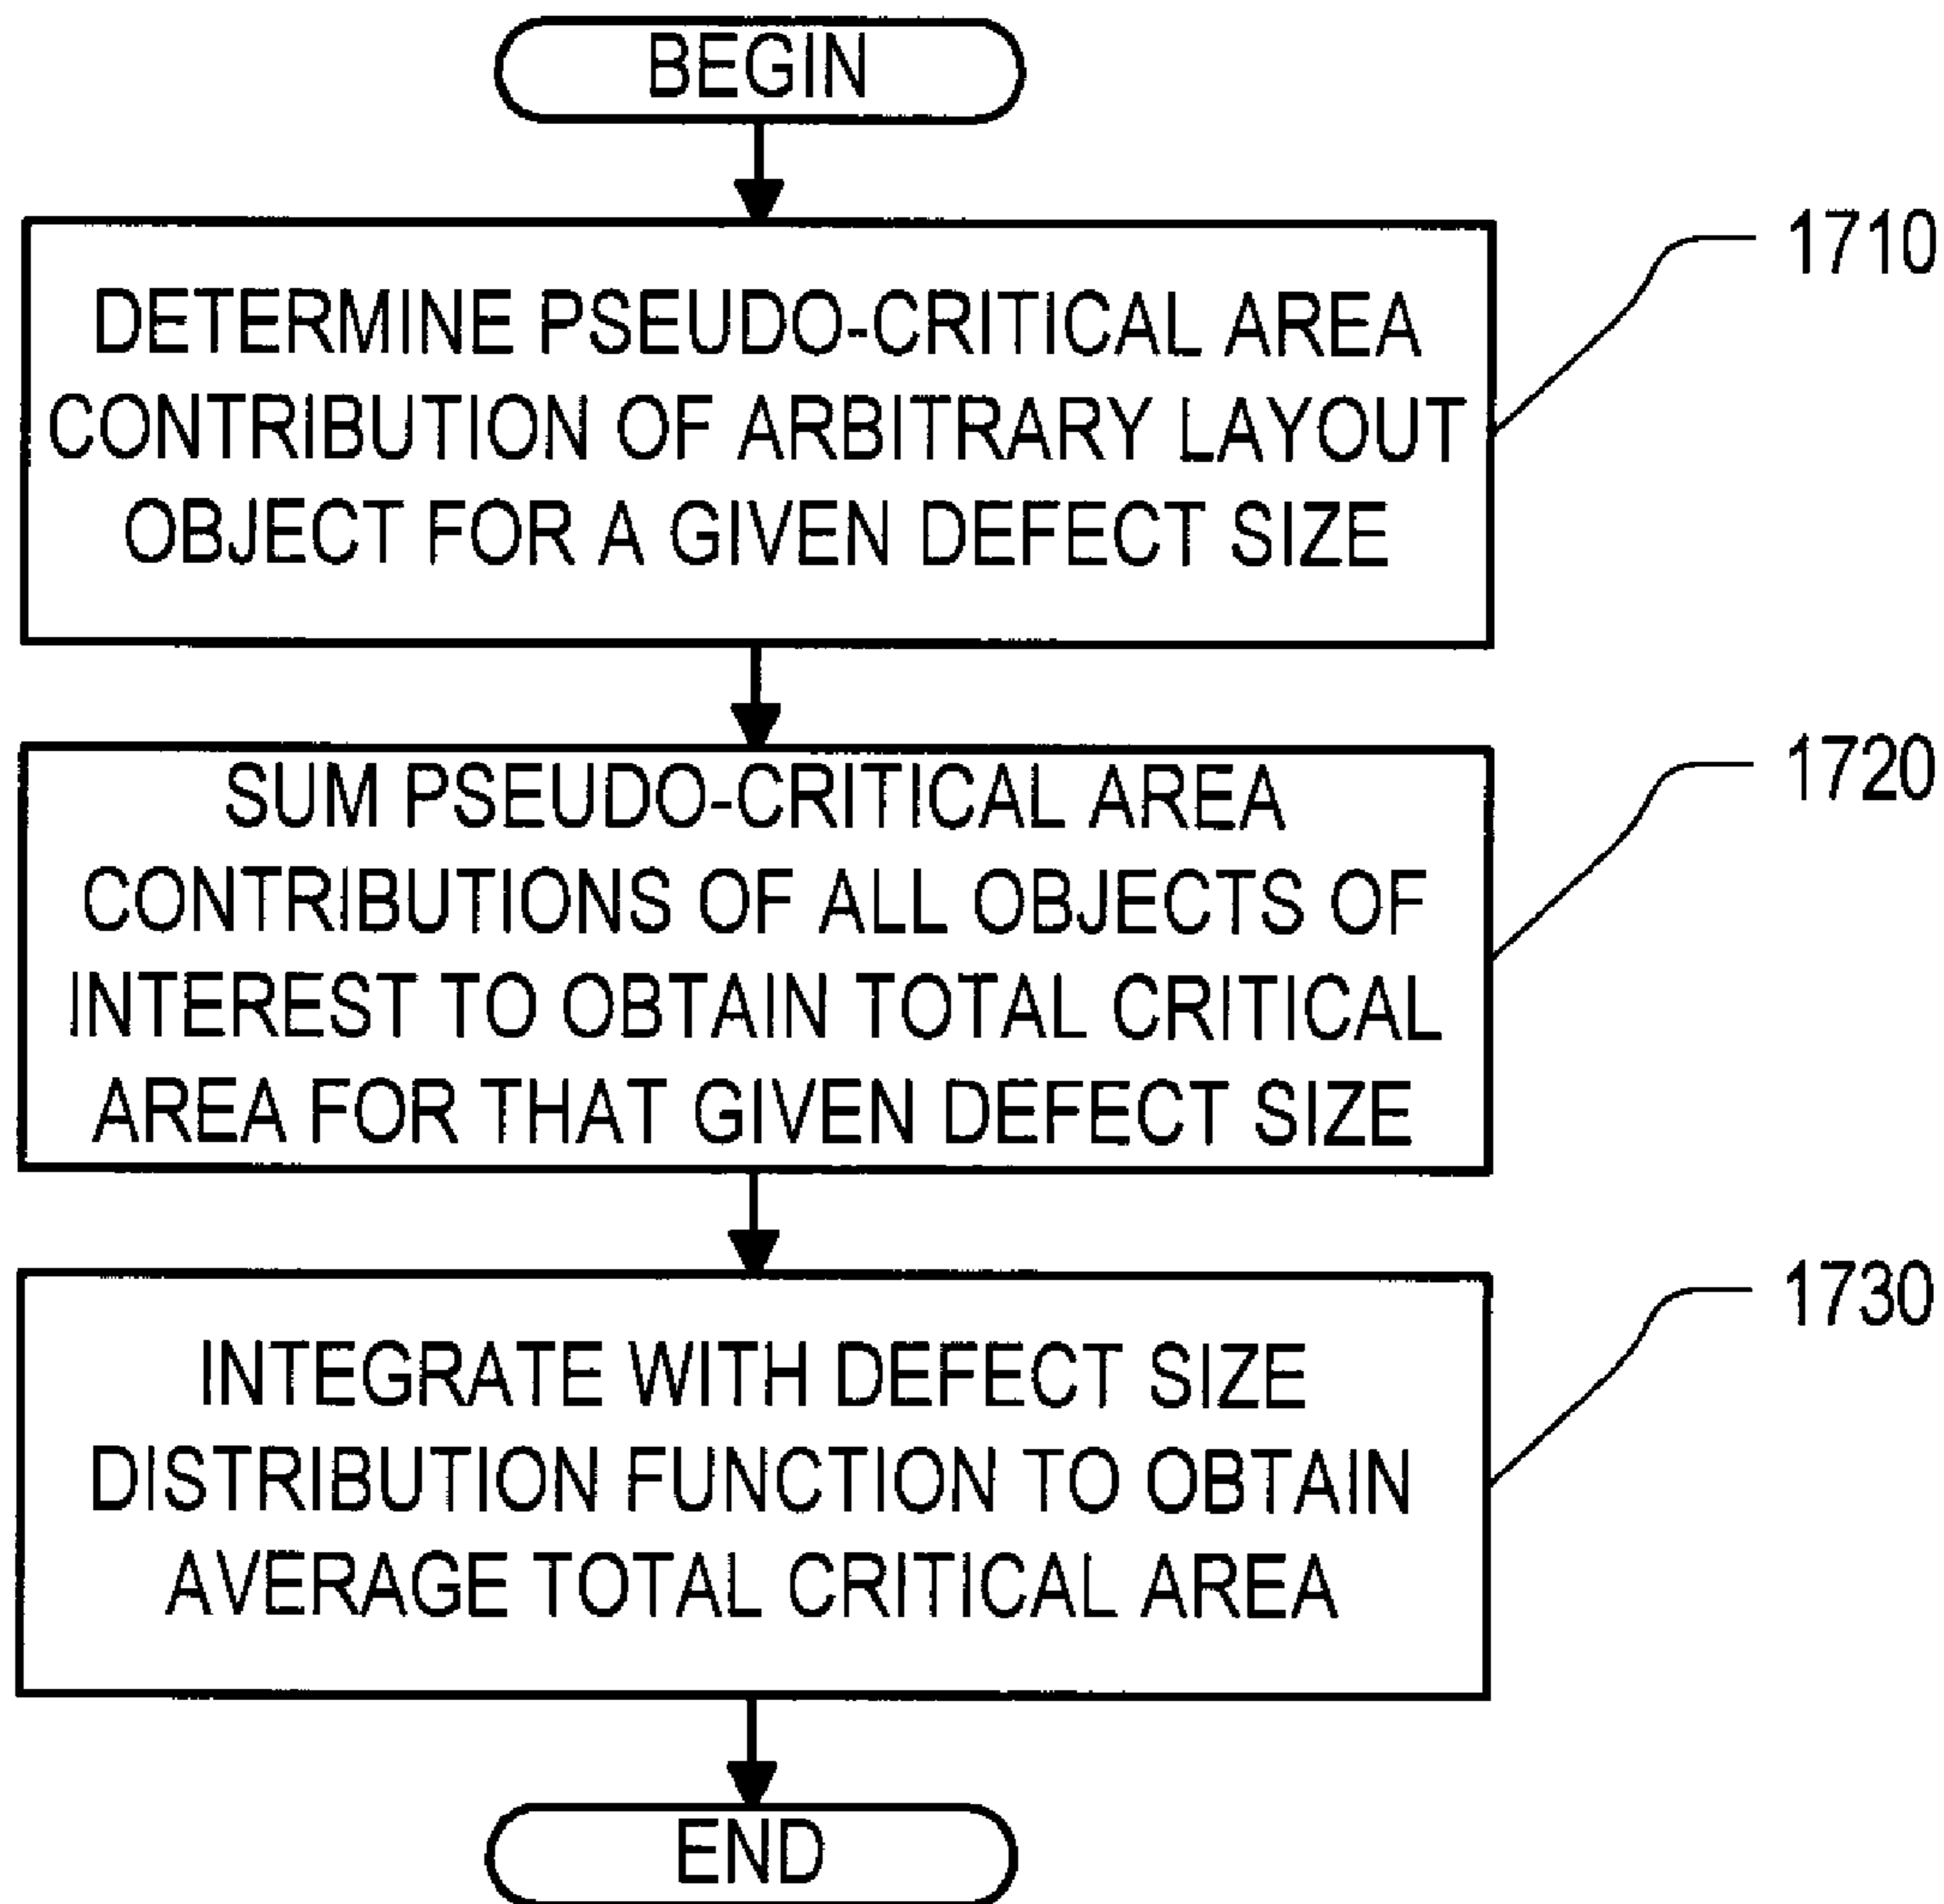 BEGIN
DETERMINE PSEUDO-CRITICAL AREA
CONTRIBUTION OF ARBITRARY LAYOUT
OBJECT FOR A GIVEN DEFECT SIZE
1710
SUM PSEUDO-CRITICAL AREA
CONTRIBUTIONS OF ALL OBJECTS OF
INTEREST TO OBTAIN TOTAL CRITICAL
AREA FOR THAT GIVEN DEFECT SIZE
1720
INTEGRATE WITH DEFECT SIZE
DISTRIBUTION FUNCTION TO OBTAIN
AVERAGE TOTAL CRITICAL AREA
1730
END